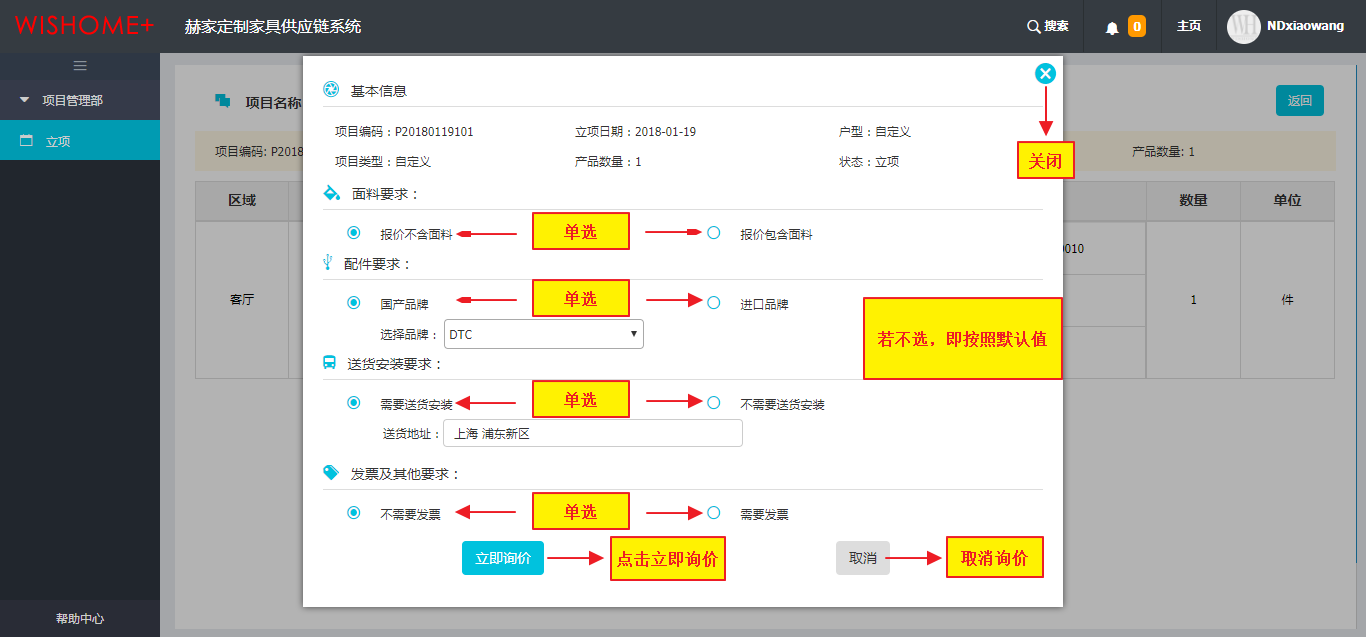 WISHOME+
赫家定制家具供应链系统
搜索
0
主页
NDxiaowang
项目管理部
立项
帮助中心
项目名称
返回
项目编码: P2018
产品数量: 1
区域
数量
单位
客厅
0010
1
件
基本信息
关闭
项目编码：P20180119101
立项日期：2018-01-19
户型：自定义
项目类型：自定义
产品数量：1
状态：立项
面料要求：
报价不含面料
单选
报价包含面料
配件要求：
国产品牌
单选
进口品牌
选择品牌：
DTC
若不选，即按照默认值
送货安装要求：
需要送货安装
单选
不需要送货安装
送货地址：
上海 浦东新区
发票及其他要求：
不需要发票
单选
需要发票
立即询价
点击立即询价
取消
取消询价